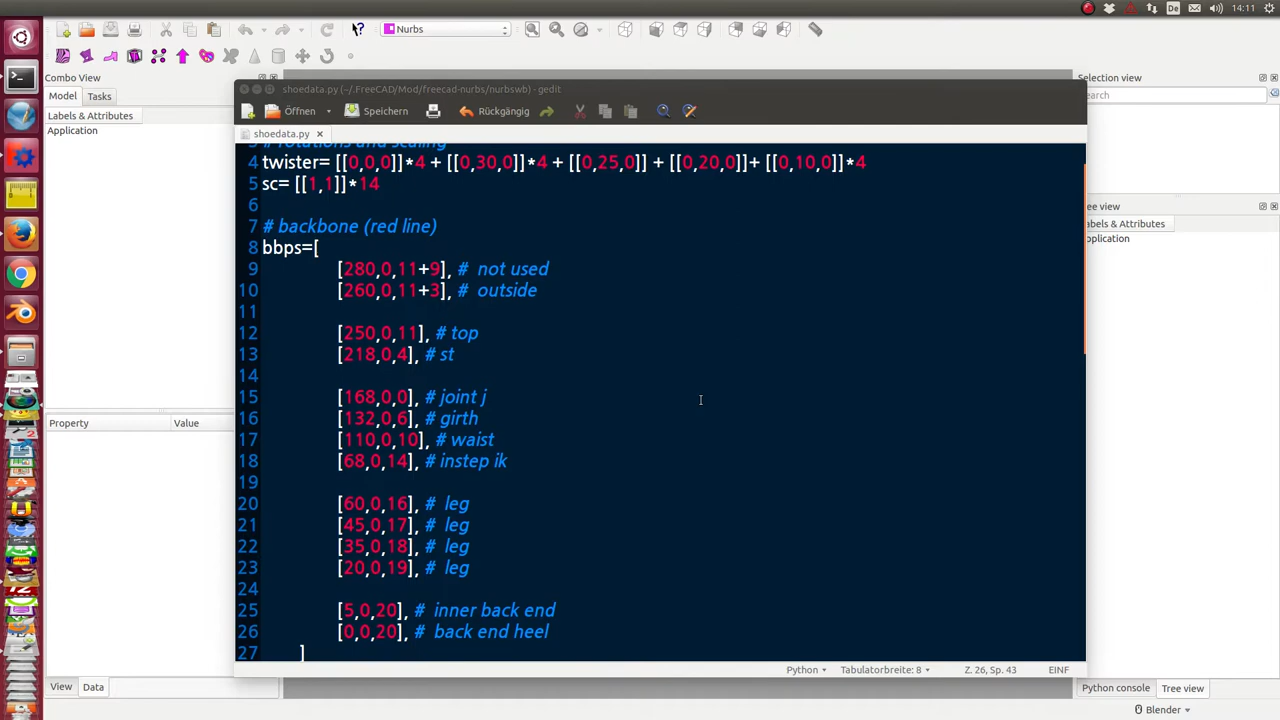 De
14:11
Nurbs
Combo View
Selection view
shoedata.py (~/.FreeCAD/Mod/freecad-nurbs/nurbswb) - gedit
Model
Tasks
Öffnen
Speichern
Rückgängig
Labels & Attributes
Application
shoedata.py
# rotations and scaling
4 twister= [[0,0,0]]*4 + [[0,30,0]]*4 + [[0,25,0]] + [[0,20,0]]+ [[0,10,0]]*4
5 sc= [[1,1]]*14
6
7 # backbone (red line)
8 bbps=[
9 [280,0,11+9], # not used
10 [260,0,11+3], # outside
11
12 [250,0,11], # top
13 [218,0,4], # st
14
15 [168,0,0], # joint j
16 [132,0,6], # girth
17 [110,0,10], # waist
18 [68,0,14], # instep ik
19
20 [60,0,16], # leg
21 [45,0,17], # leg
22 [35,0,18], # leg
23 [20,0,19], # leg
24
25 [5,0,20], # inner back end
26 [0,0,20], # back end heel
27 ]
Python
Tabulatorbreite: 8
Z. 26, Sp. 43
EINF
earch
ree view
abels & Attributes
pplication
Property
Value
View
Data
Python console
Tree view
Blender